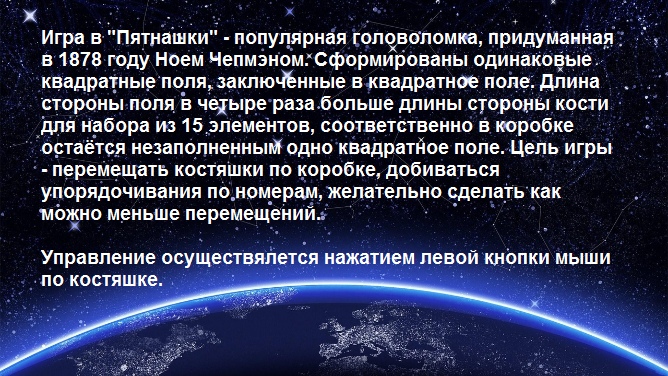 Игра в "Пятнашки" - популярная головоломка, придуманная
в 1878 году Ноем Чепмэном. Сформированы одинаковые
квадратные поля, заключенные в квадратное поле. Длина
стороны поля в четыре раза больше длины стороны кости
для набора из 15 элементов, соответственно в коробке
остаётся незаполненным одно квадратное поле. Цель игры
- перемещать костяшки по коробке, добиваться
упорядочивания по номерам, желательно сделать как
можно меньше перемещений.
Управление осуществялется нажатием левой кнопки мыши
по костяшке.